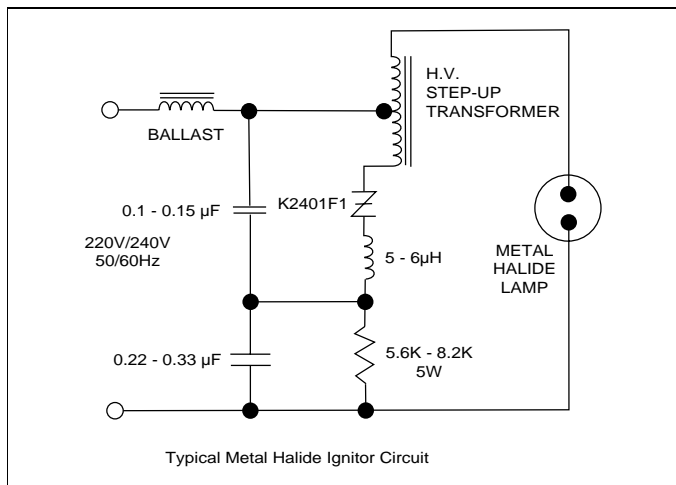 H.V.
STEP-UP
TRANSFORMER
BALLAST
0.1 - 0.15 µF
K2401F1
220V/240V
50/60Hz
5 - 6µH
METAL
HALIDE
LAMP
0.22 - 0.33 µF
5.6K - 8.2K
5W
Typical Metal Halide Ignitor Circuit